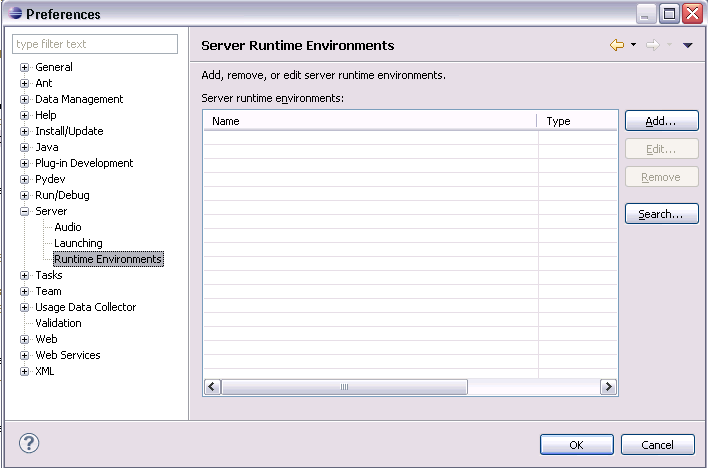 Preferences
type filter text
General
Ant
Data Management
Help
Install/Update
Java
Plug-in Development
Pydev
Run/Debug
Server
Audio
Launching
Runtime Environments
Tasks
Team
Usage Data Collector
Validation
Web
Web Services
XML
Server Runtime Environments
Add, remove, or edit server runtime environments.
Server runtime environments:
Name Type
Add...
Edit...
Remove
Search...
OK Cancel